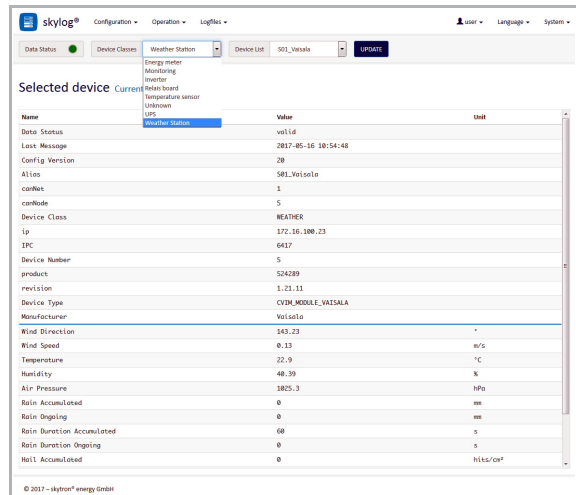 skylog® Configuration Operation Logfiles user Language System
Data Status Device Classes Weather Station Device List S01_Vaisala UPDATE
Energy meter
Monitoring
Inverter
Relais board
Temperature sensor
Unknown
UPS
Weather Station
Selected device Current
Name Value Unit
Data Status valid
Last Message 2017-05-16 10:54:48
Config Version 20
Alias S01_Vaisala
canNet 1
canNode 5
Device Class WEATHER
ip 172.16.100.23
IPC 6417
Device Number 5
product 524289
revision 1.21.11
Device Type CVIM_MODULE_VAISALA
Manufacturer Vaisala
Wind Direction 143.23 °
Wind Speed 0.13 m/s
Temperature 22.9 °C
Humidity 40.39 %
Air Pressure 1025.3 hPa
Rain Accumulated 0 mm
Rain Ongoing 0 mm
Rain Duration Accumulated 60 s
Rain Duration Ongoing 0 s
Hail Accumulated 0 hits/cm²
© 2017 – skytron® energy GmbH